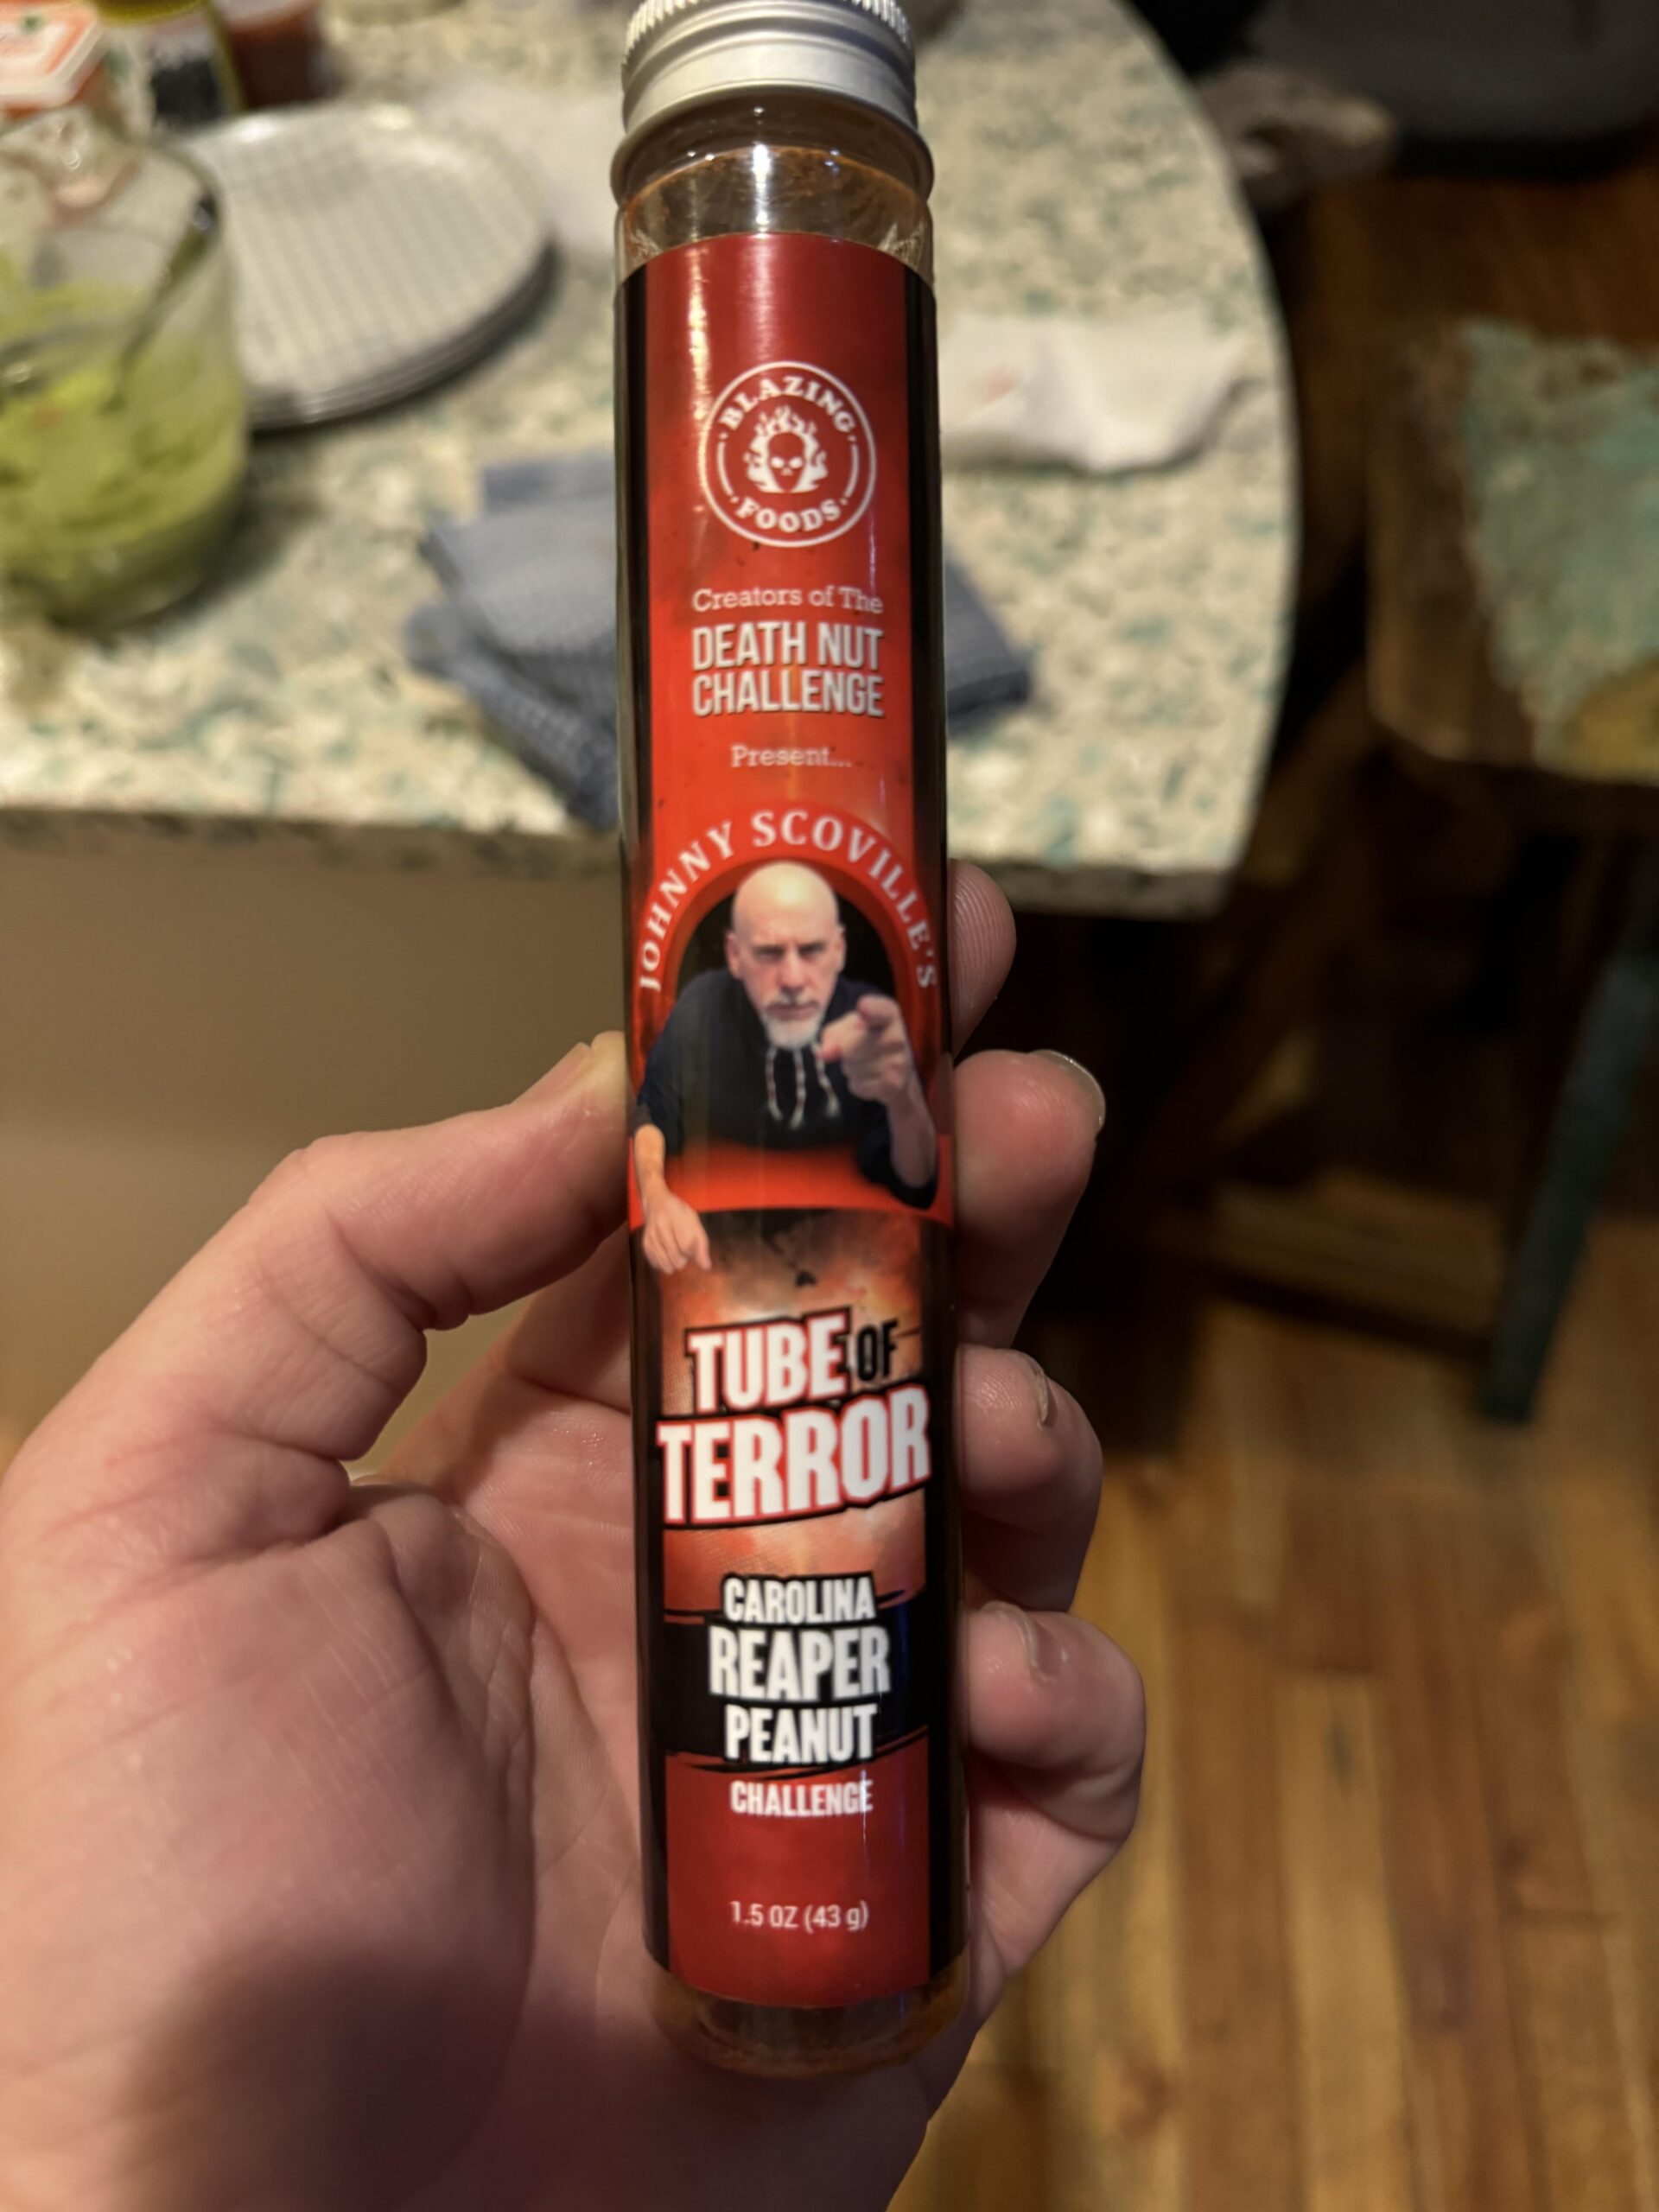 BLAZING
FOODS
Creators of The
DEATH NUT
CHALLENGE
Present...
JOHNNY SCOVILLE'S
TUBE OF
TERROR
CAROLINA
REAPER
PEANUT
CHALLENGE
1.5 OZ (43 g)